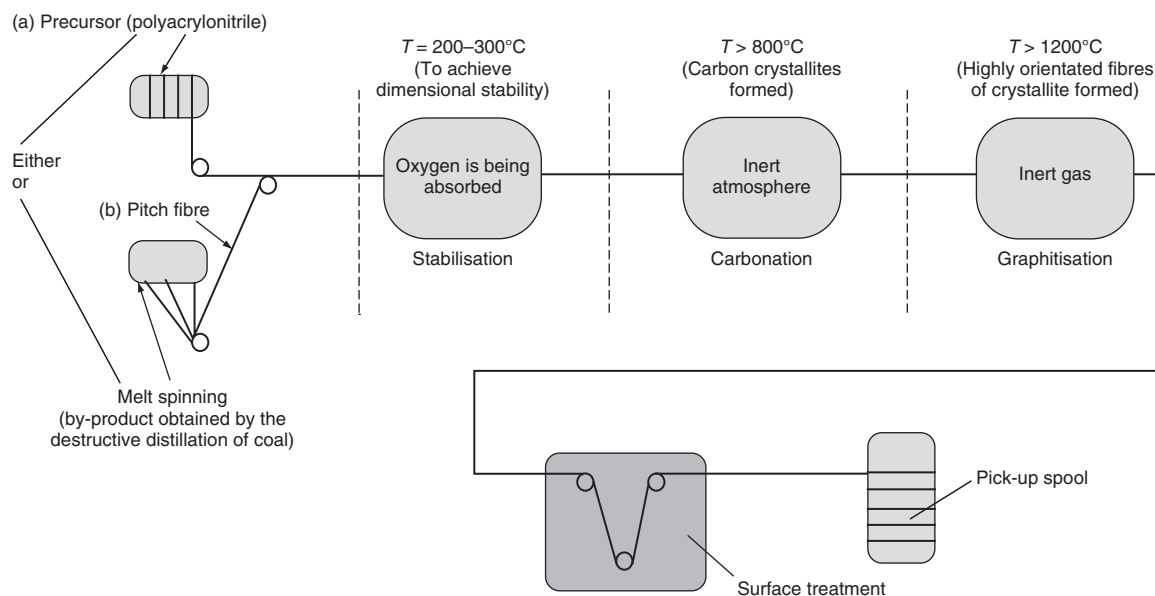 (a) Precursor (polyacrylonitrile)
T = 200–300°C
(To achieve
dimensional stability)
T > 800°C
(Carbon crystallites
formed)
T > 1200°C
(Highly orientated fibres
of crystallite formed)
Either
or
Oxygen is being
absorbed
Inert
atmosphere
Inert gas
(b) Pitch fibre
Stabilisation
Carbonation
Graphitisation
Melt spinning
(by-product obtained by the
destructive distillation of coal)
Pick-up spool
Surface treatment